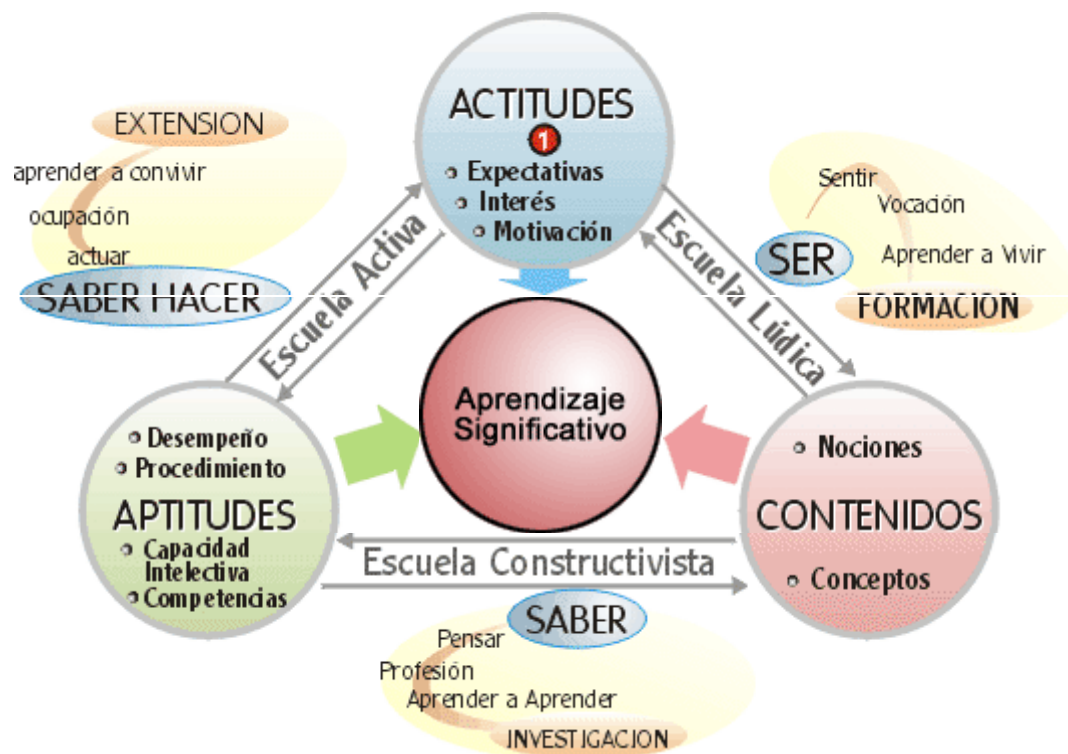 ACTITUDES
1
Expectativas
Interés
Motivación
EXTENSION
aprender a convivir
ocupación
actuar
SABER HACER
Escuela Activa
Sentir
Vocación
SER
Aprender a Vivir
FORMACION
Escuela Lúdica
Aprendizaje
Significativo
Desempeño
Procedimiento
APTITUDES
Capacidad
Intelectiva
Competencias
Nociones
CONTENIDOS
Conceptos
Escuela Constructivista
SABER
Pensar
Profesión
Aprender a Aprender
INVESTIGACION